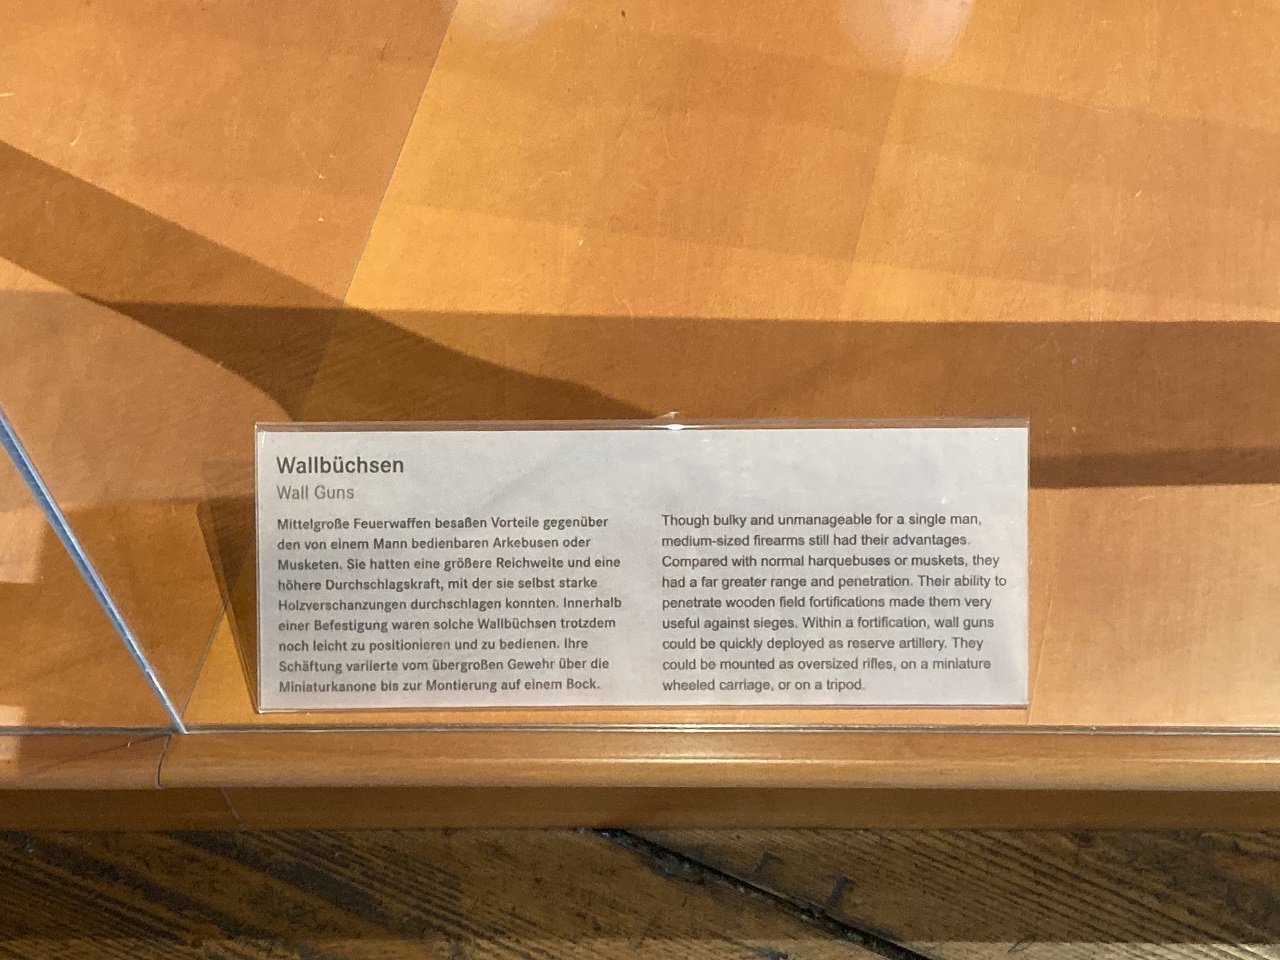 Wallbüchsen
Wall Guns
Mittelgroße Feuerwaffen besaßen Vorteile gegenüber
den von einem Mann bedienbaren Arkebusen oder
Musketen. Sie hatten eine größere Reichweite und eine
höhere Durchschlagskraft, mit der sie selbst starke
Holzverschanzungen durchschlagen konnten. Innerhalb
einer Befestigung waren solche Wallbüchsen trotzdem
noch leicht zu positionieren und zu bedienen. Ihre
Schäftung variierte vom übergroßen Gewehr über die
Miniaturkanone bis zur Montierung auf einem Bock.
Though bulky and unmanageable for a single man,
medium-sized firearms still had their advantages.
Compared with normal harquebuses or muskets, they
had a far greater range and penetration. Their ability to
penetrate wooden field fortifications made them very
useful against sieges. Within a fortification, wall guns
could be quickly deployed as reserve artillery. They
could be mounted as oversized rifles, on a miniature
wheeled carriage, or on a tripod.